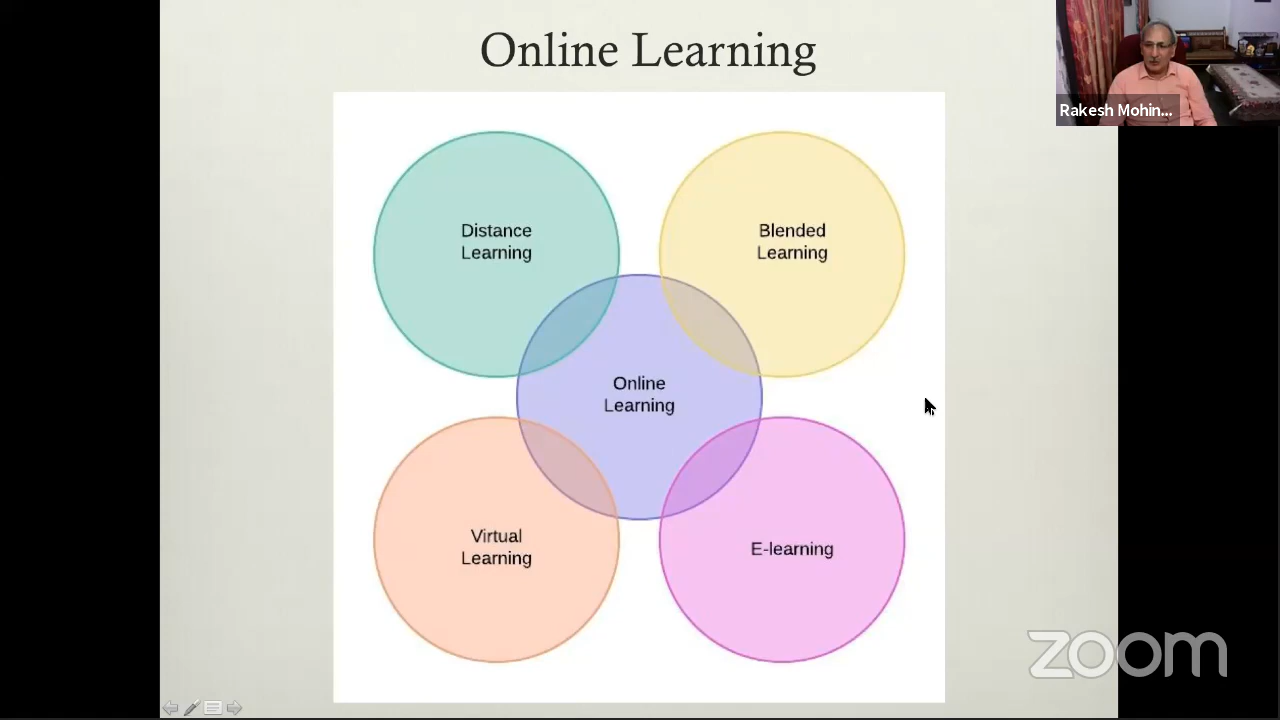 Online Learning
Rakesh Mohin...
Distance
Learning
Blended
Learning
Online
Learning
Virtual
Learning
E-learning
zoom